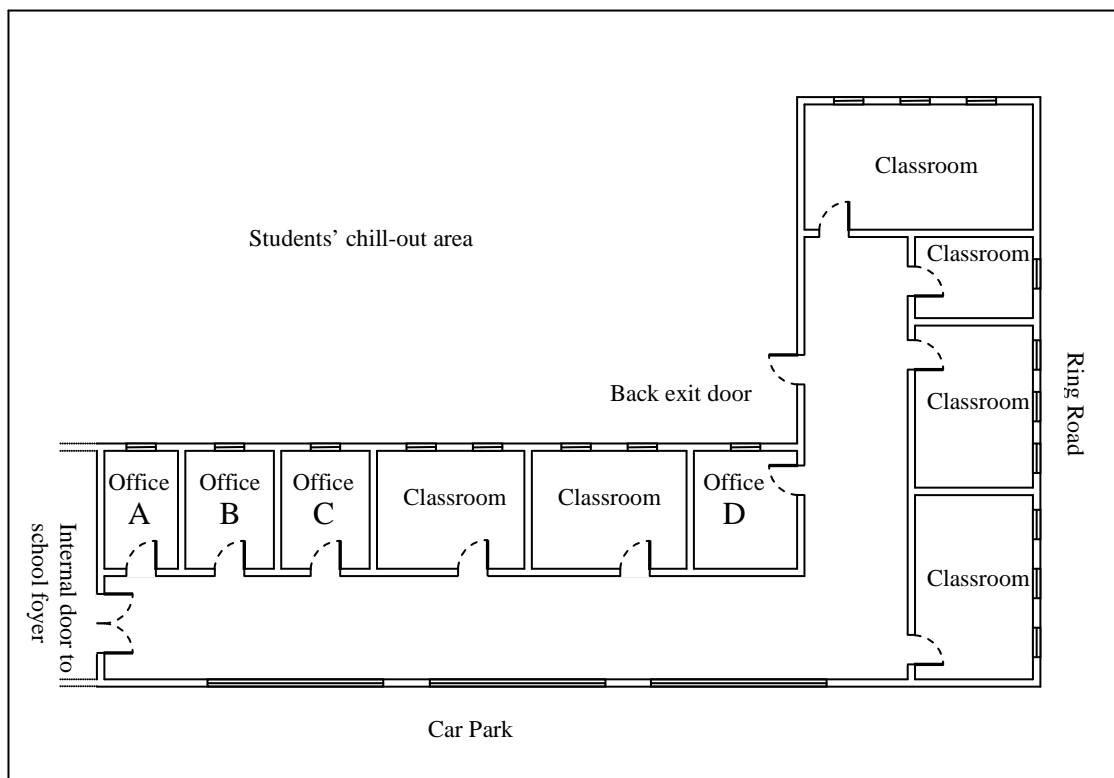 Classroom
Students’ chill-out area
Classroom
Back exit door
Ring Road
Classroom
Office
A
Office
B
Office
C
Classroom
Classroom
Office
D
Internal door to
school foyer
Classroom
Car Park